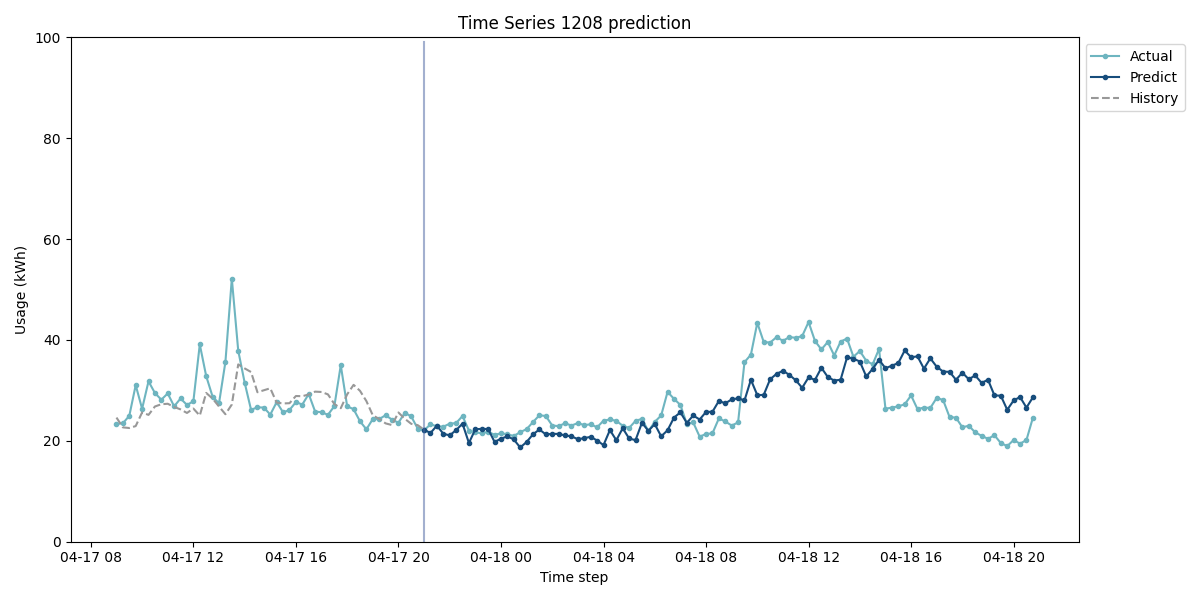 Time Series 1208 prediction
Actual
Predict
History
100
80
60
40
20
0
Usage (kWh)
04-17 08 04-17 12 04-17 16 04-17 20 04-18 00 04-18 04 04-18 08 04-18 12 04-18 16 04-18 20
Time step